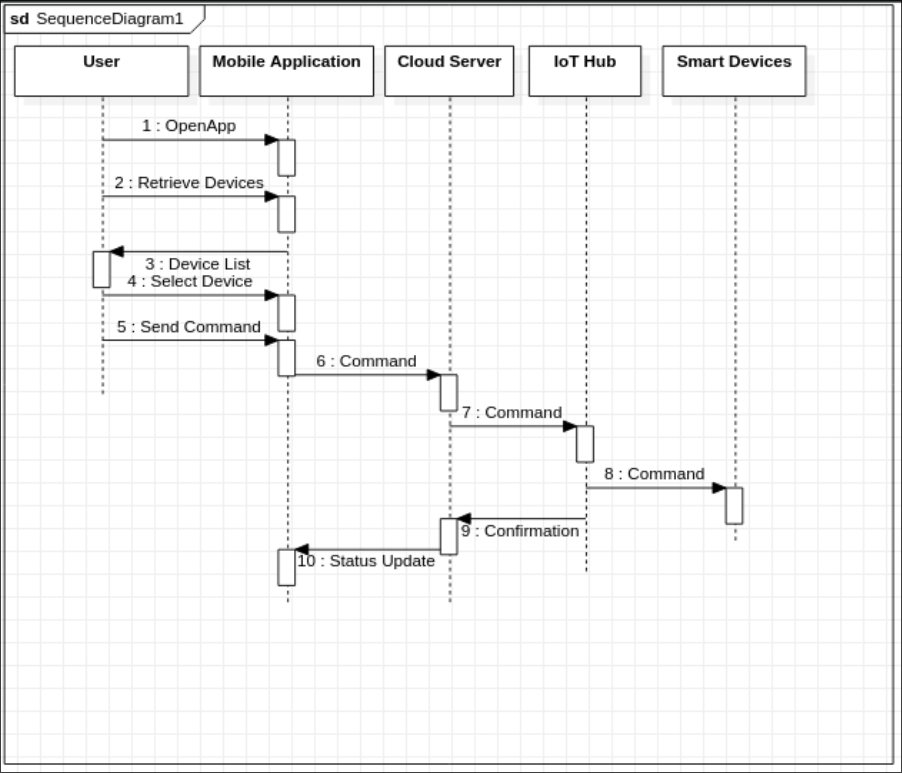 sd SequenceDiagram1
User
Mobile Application
Cloud Server
IoT Hub
Smart Devices
1 : OpenApp
2 : Retrieve Devices
3 : Device List
4 : Select Device
5 : Send Command
6 : Command
7 : Command
8 : Command
9 : Confirmation
10 : Status Update